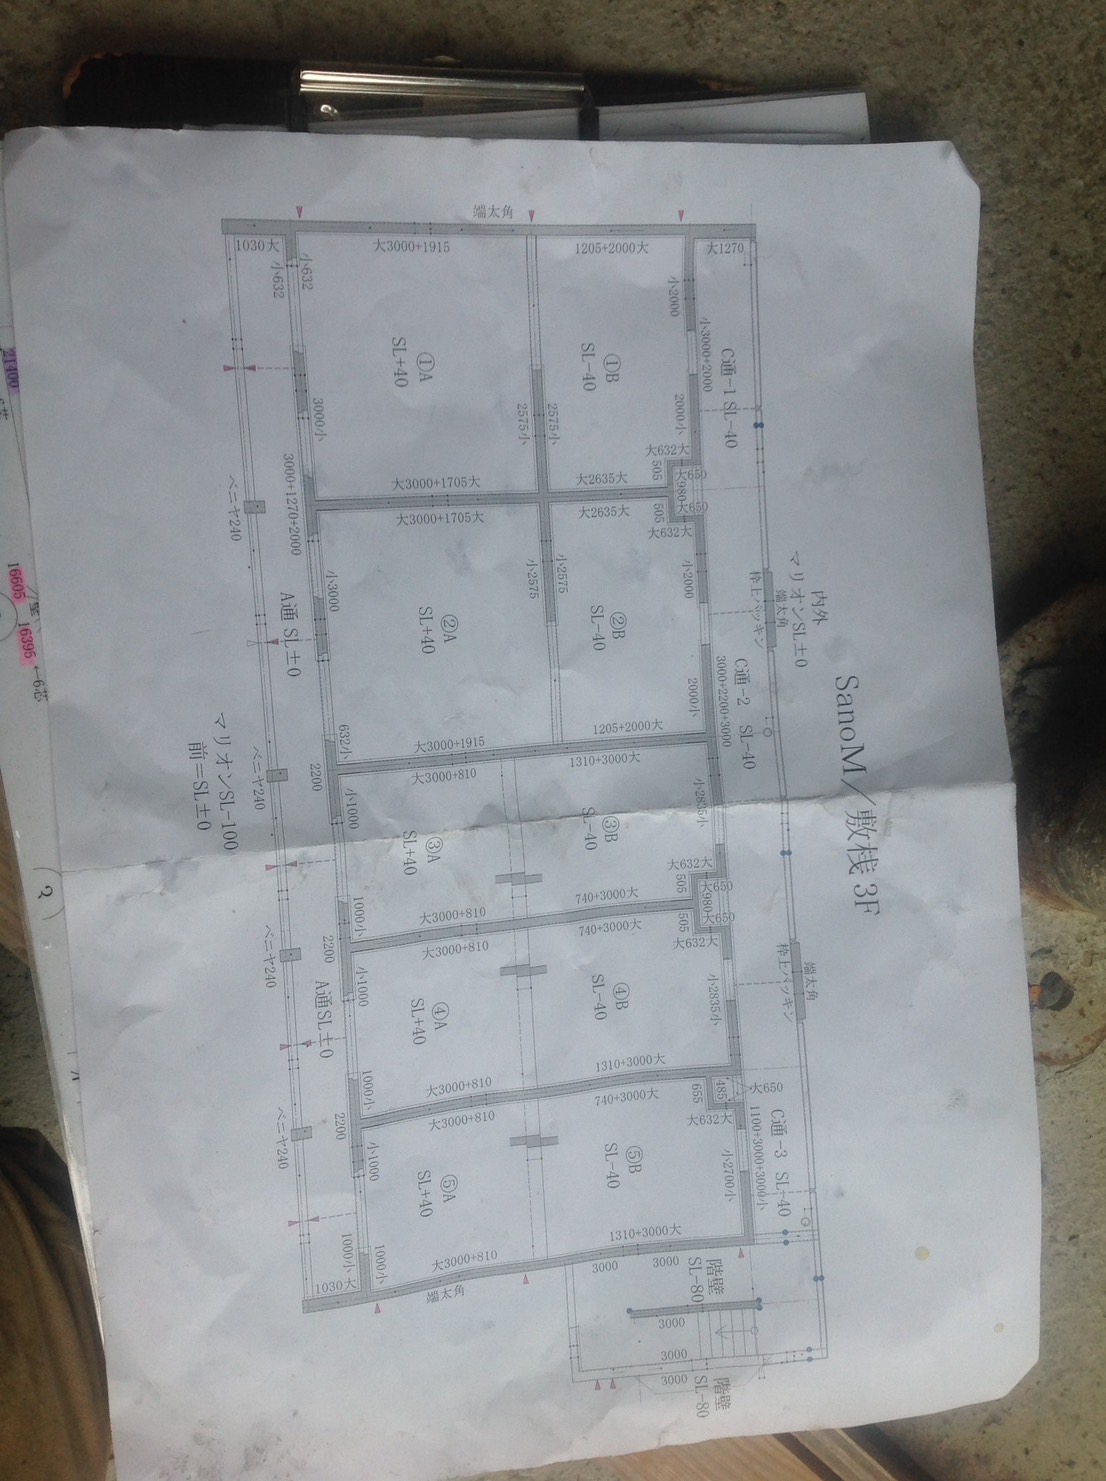 SanoM／敷桟 3F
内外
マリオンSL±0
端太角
枠上パッキン
端太角
枠上パッキン
C通-1 SL-40
C通-2 SL-40
C通-3 SL-40
大1270
小3000+2000
3000+2200+3000
1100+3000+3000小
小2000
2000小
大632大
505
大650
980
大650
505
大632大
小2000
2000小
小2835小
大632大
505
大650
980
大650
505
大632大
小2835小
大650
485
655
大632大
小2700小
1205+2000大
①B
SL-40
大2635大
大2635大
②B
SL-40
1205+2000大
1310+3000大
③B
SL-40
740+3000大
740+3000大
④B
SL-40
1310+3000大
740+3000大
⑤B
SL-40
1310+3000大
3000
3000
階壁
SL-80
3000
3000
3000
階壁
SL-80
2575小
2575小
小2575
小2575
端太角
大3000+1915
①A
SL+40
大3000+1705大
大3000+1705大
②A
SL+40
大3000+1915
大3000+810
③A
SL+40
大3000+810
大3000+810
④A
SL+40
大3000+810
大3000+810
⑤A
SL+40
大3000+810
端太角
小632
小632
3000小
小3000
632小
小1000
1000小
小1000
1000小
小1000
1000小
1030大
3000+1270+2000
A通 SL±0
2200
2200
A通SL±0
2200
1000小
1030大
ベニヤ240
ベニヤ240
ベニヤ240
ベニヤ240
マリオンSL-100
前=SL±0
21400
16605
16395
←6芯
2